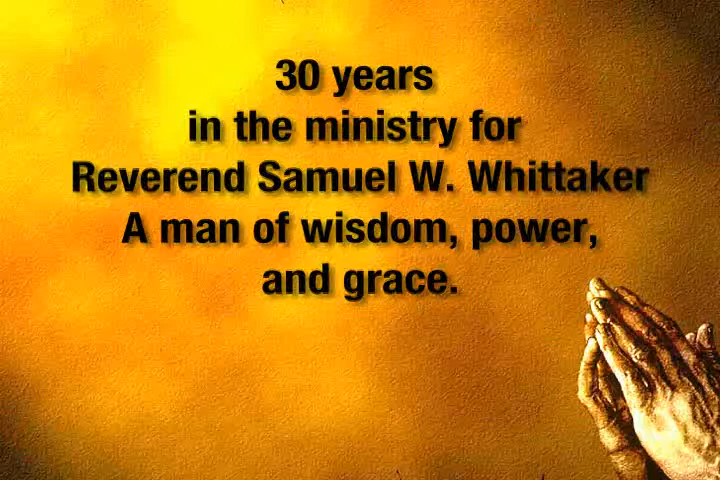 30 years
in the ministry for
Reverend Samuel W. Whittaker
A man of wisdom, power,
and grace.